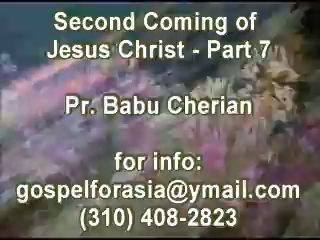 Second Coming of
Jesus Christ - Part 7
Pr. Babu Cherian
for info:
gospelforasia@ymail.com
(310) 408-2823